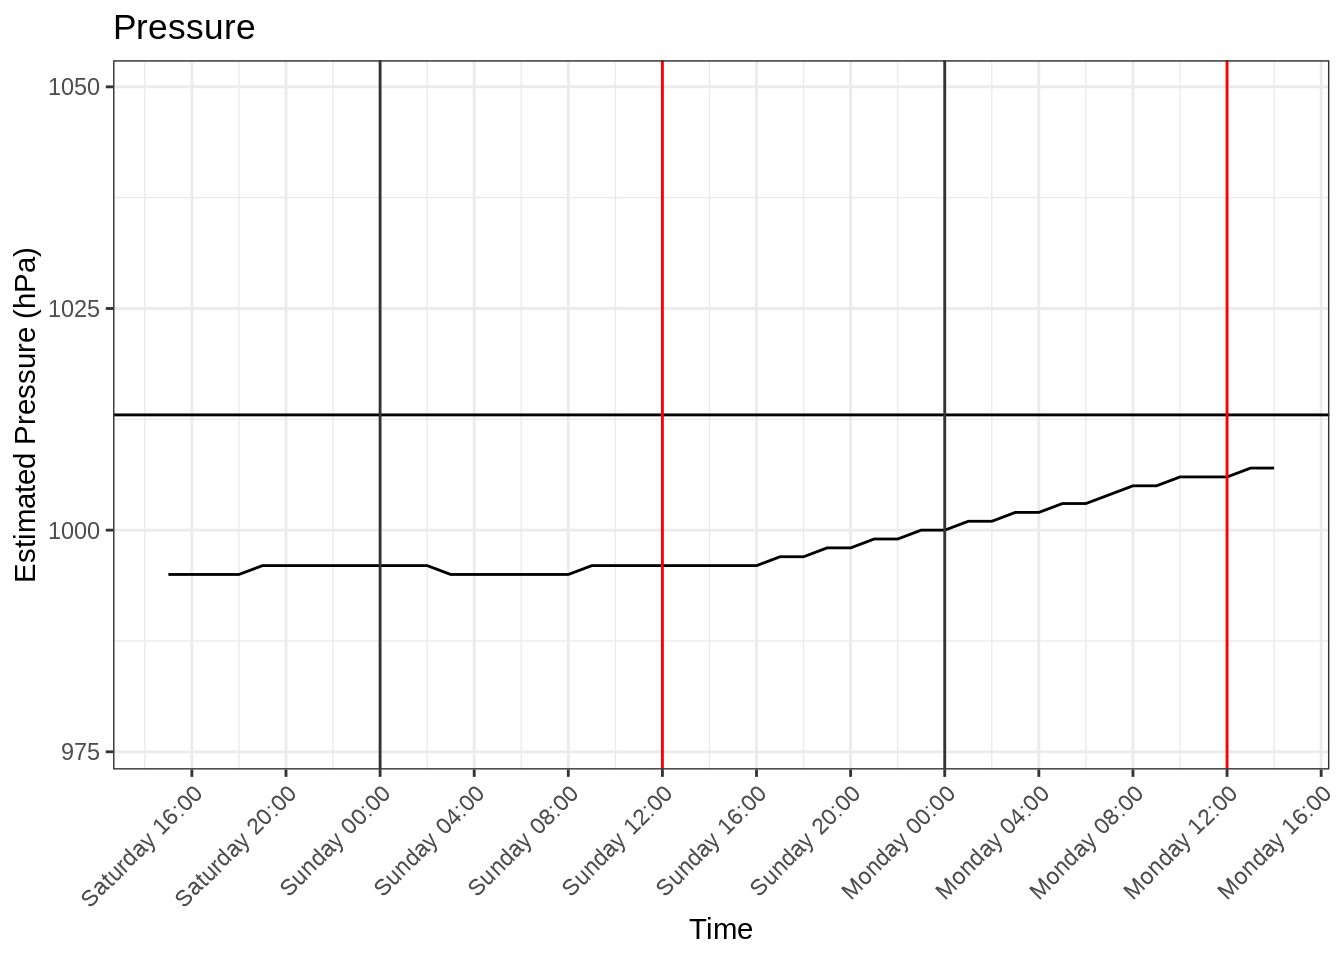 Pressure
Estimated Pressure (hPa)
1050
1025
1000
975
Saturday 16:00
Saturday 20:00
Sunday 00:00
Sunday 04:00
Sunday 08:00
Sunday 12:00
Sunday 16:00
Sunday 20:00
Monday 00:00
Monday 04:00
Monday 08:00
Monday 12:00
Monday 16:00
Time